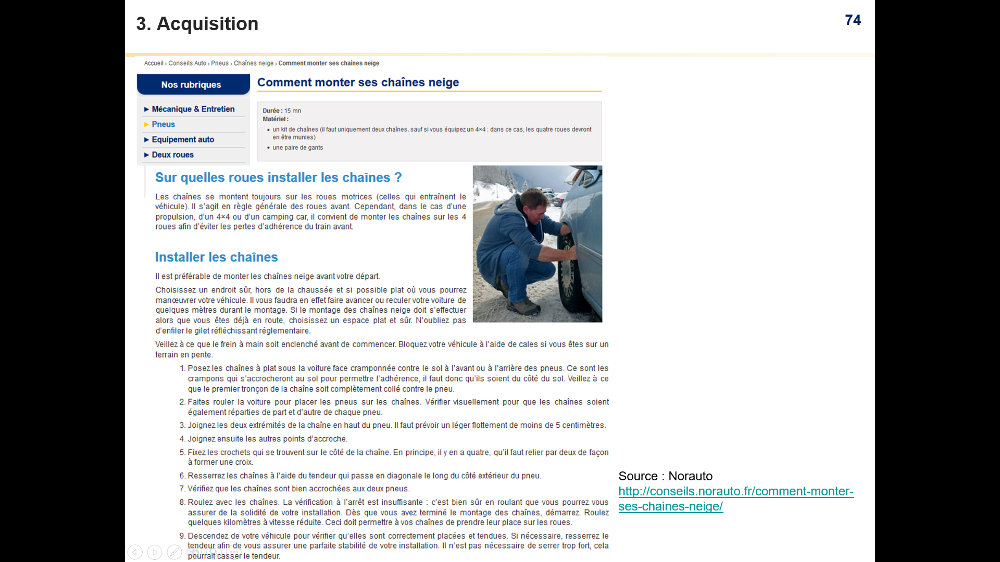 3. Acquisition
74
Accueil › Conseils Auto › Pneus › Chaînes neige › Comment monter ses chaînes neige
Nos rubriques
► Mécanique & Entretien
► Pneus
► Equipement auto
► Deux roues
Comment monter ses chaînes neige
Durée : 15 mn
Matériel :
• un kit de chaînes (il faut uniquement deux chaînes, sauf si vous équipez un 4×4 : dans ce cas, les quatre roues devront
en être munies)
• une paire de gants
Sur quelles roues installer les chaînes ?
Les chaînes se montent toujours sur les roues motrices (celles qui entraînent le
véhicule). Il s’agit en règle générale des roues avant. Cependant, dans le cas d’une
propulsion, d’un 4×4 ou d’un camping car, il convient de monter les chaînes sur les 4
roues afin d’éviter les pertes d’adhérence du train avant.
Installer les chaînes
Il est préférable de monter les chaînes neige avant votre départ.
Choisissez un endroit sûr, hors de la chaussée et si possible plat où vous pourrez
manœuvrer votre véhicule. Il vous faudra en effet faire avancer ou reculer votre voiture de
quelques mètres durant le montage. Si le montage des chaînes neige doit s’effectuer
alors que vous êtes déjà en route, choisissez un espace plat et sûr. N’oubliez pas
d’enfiler le gilet réfléchissant réglementaire.
Veillez à ce que le frein à main soit enclenché avant de commencer. Bloquez votre véhicule à l’aide de cales si vous êtes sur un
terrain en pente.
1. Posez les chaînes à plat sous la voiture face cramponnée contre le sol à l’avant ou à l’arrière des pneus. Ce sont les
crampons qui s’accrocheront au sol pour permettre l’adhérence, il faut donc qu’ils soient du côté du sol. Veillez à ce
que le premier tronçon de la chaîne soit complètement collé contre le pneu.
2. Faites rouler la voiture pour placer les pneus sur les chaînes. Vérifier visuellement pour que les chaînes soient
également réparties de part et d’autre de chaque pneu.
3. Joignez les deux extrémités de la chaîne en haut du pneu. Il faut prévoir un léger flottement de moins de 5 centimètres.
4. Joignez ensuite les autres points d’accroche.
5. Fixez les crochets qui se trouvent sur le côté de la chaîne. En principe, il y en a quatre, qu’il faut relier par deux de façon
à former une croix.
6. Resserrez les chaînes à l’aide du tendeur qui passe en diagonale le long du côté extérieur du pneu.
7. Vérifiez que les chaînes sont bien accrochées aux deux pneus.
8. Roulez avec les chaînes. La vérification à l’arrêt est insuffisante : c’est bien sûr en roulant que vous pourrez vous
assurer de la solidité de votre installation. Dès que vous avez terminé le montage des chaînes, démarrez. Roulez
quelques kilomètres à vitesse réduite. Ceci doit permettre à vos chaînes de prendre leur place sur les roues.
9. Descendez de votre véhicule pour vérifier qu’elles sont correctement placées et tendues. Si nécessaire, resserrez le
tendeur afin de vous assurer une parfaite stabilité de votre installation. Il n’est pas nécessaire de serrer trop fort, cela
pourrait casser le tendeur.
Source : Norauto
http://conseils.norauto.fr/comment-monter-
ses-chaines-neige/